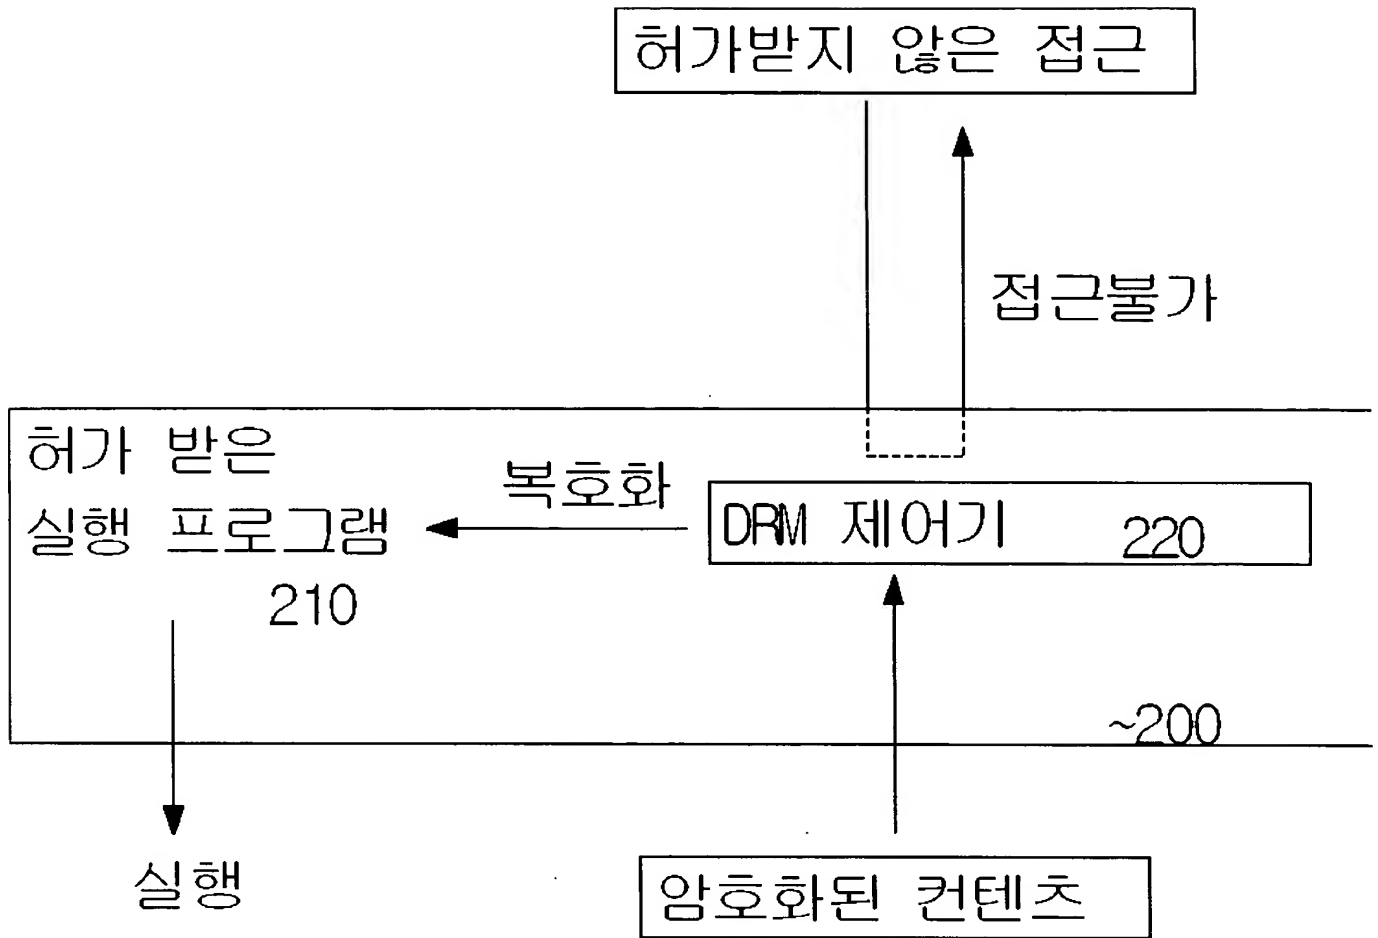 허가받지 않은 접근
접근불가
허가 받은
실행 프로그램
210
복호화
DRM 제어기 220
~200
실행
암호화된 컨텐츠